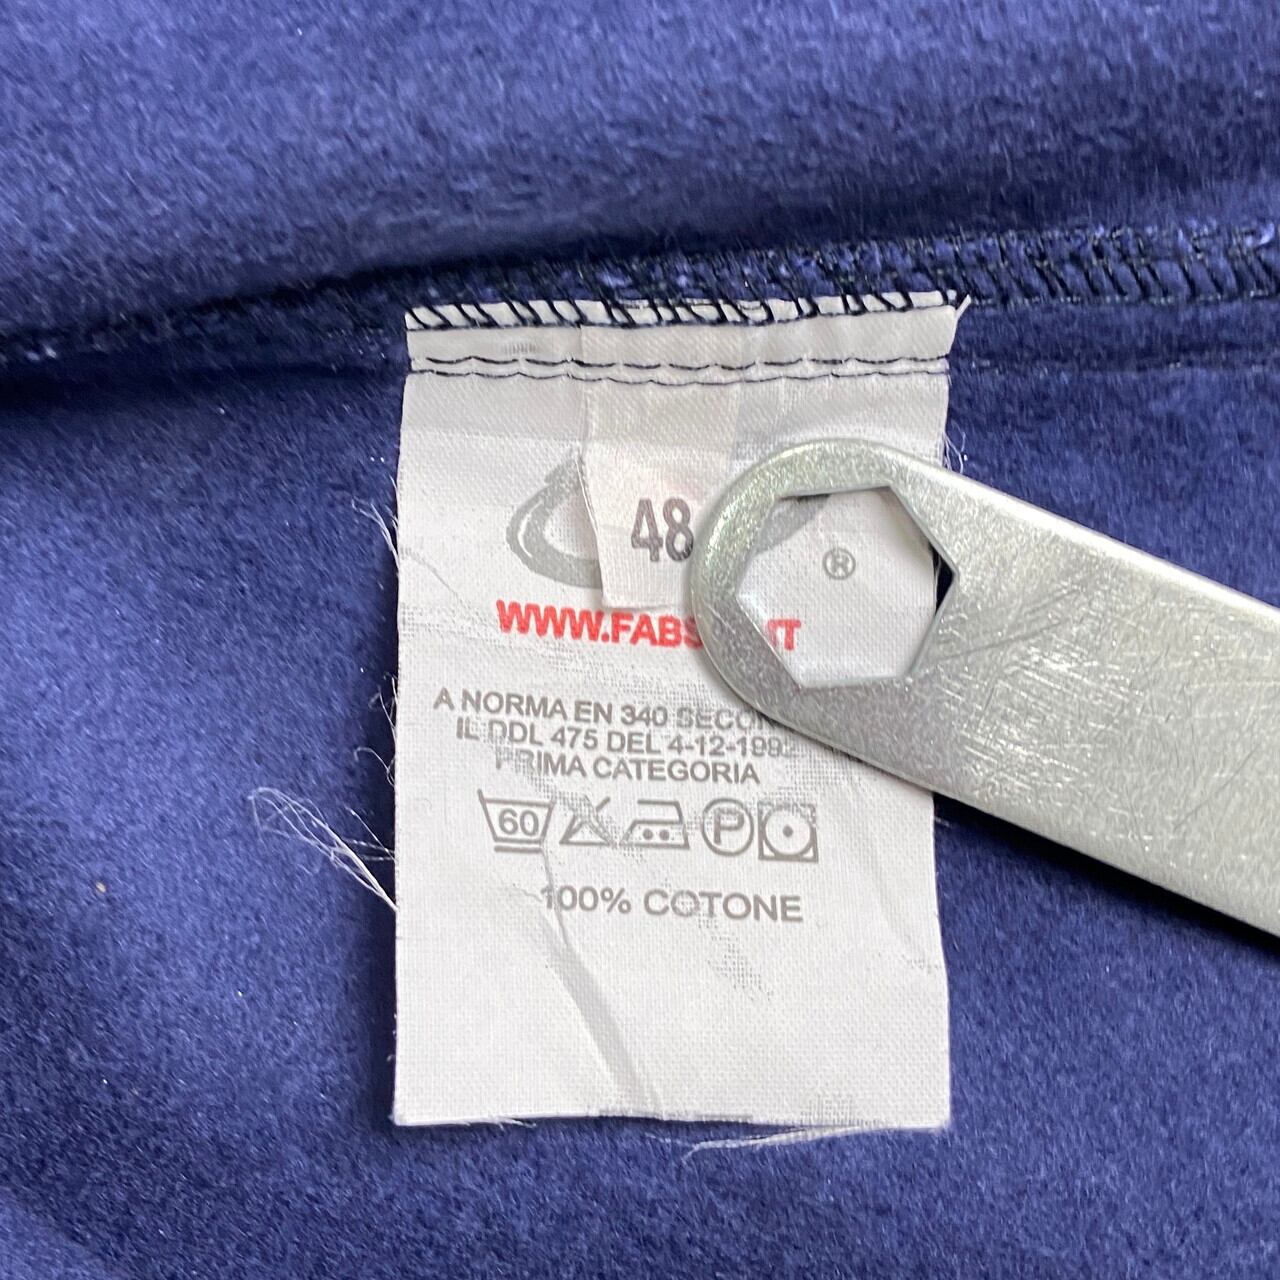 48
®
WWW.FABS IT
A NORMA EN 340 SECON
IL DDL 475 DEL 4-12-1992
PRIMA CATEGORIA
60 P
100% COTONE